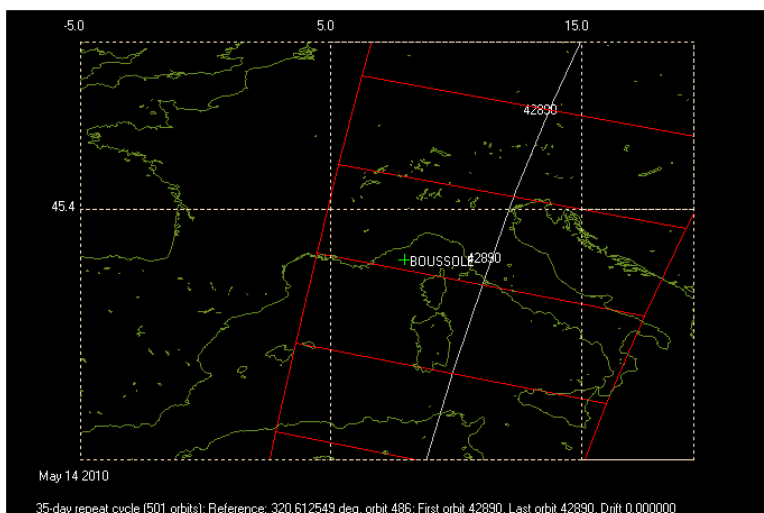 -5.0 5.0 15.0
42890
45.4
BOUSSOLE 42890
May 14 2010
35-day repeat cycle (501 orbits): Reference: 320.612549 deg, orbit 486: First orbit 42890, Last orbit 42890, Drift 0.000000